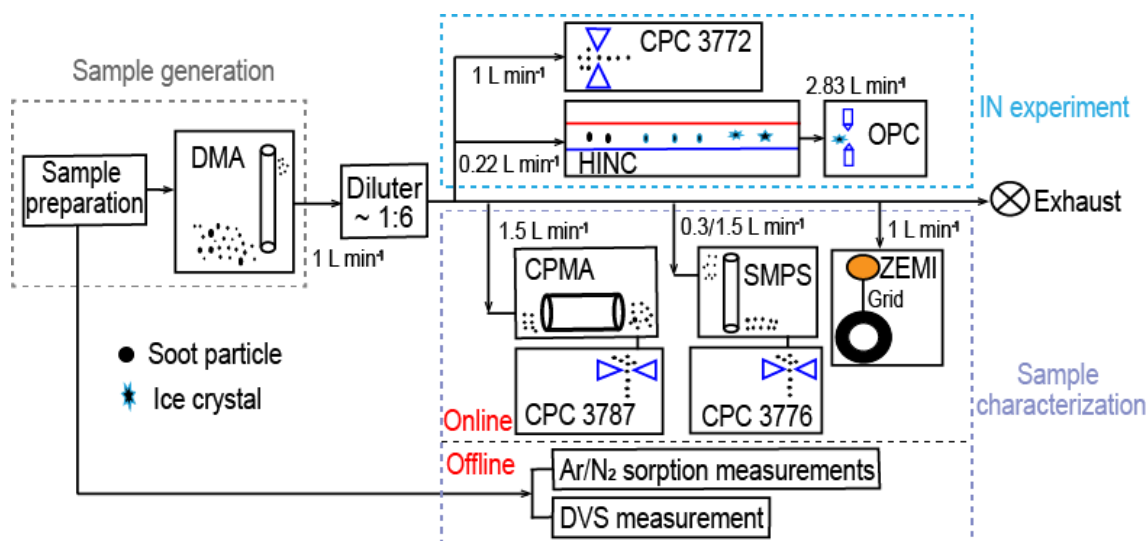 Sample generation
Sample
preparation
DMA
1 L min⁻¹
Diluter
~ 1:6
CPC 3772
1 L min⁻¹
0.22 L min⁻¹
HINC
2.83 L min⁻¹
OPC
IN experiment
Exhaust
1.5 L min⁻¹
CPMA
CPC 3787
0.3/1.5 L min⁻¹
SMPS
CPC 3776
1 L min⁻¹
ZEMI
Grid
Soot particle
Ice crystal
Online
Sample
characterization
Offline
Ar/N₂ sorption measurements
DVS measurement